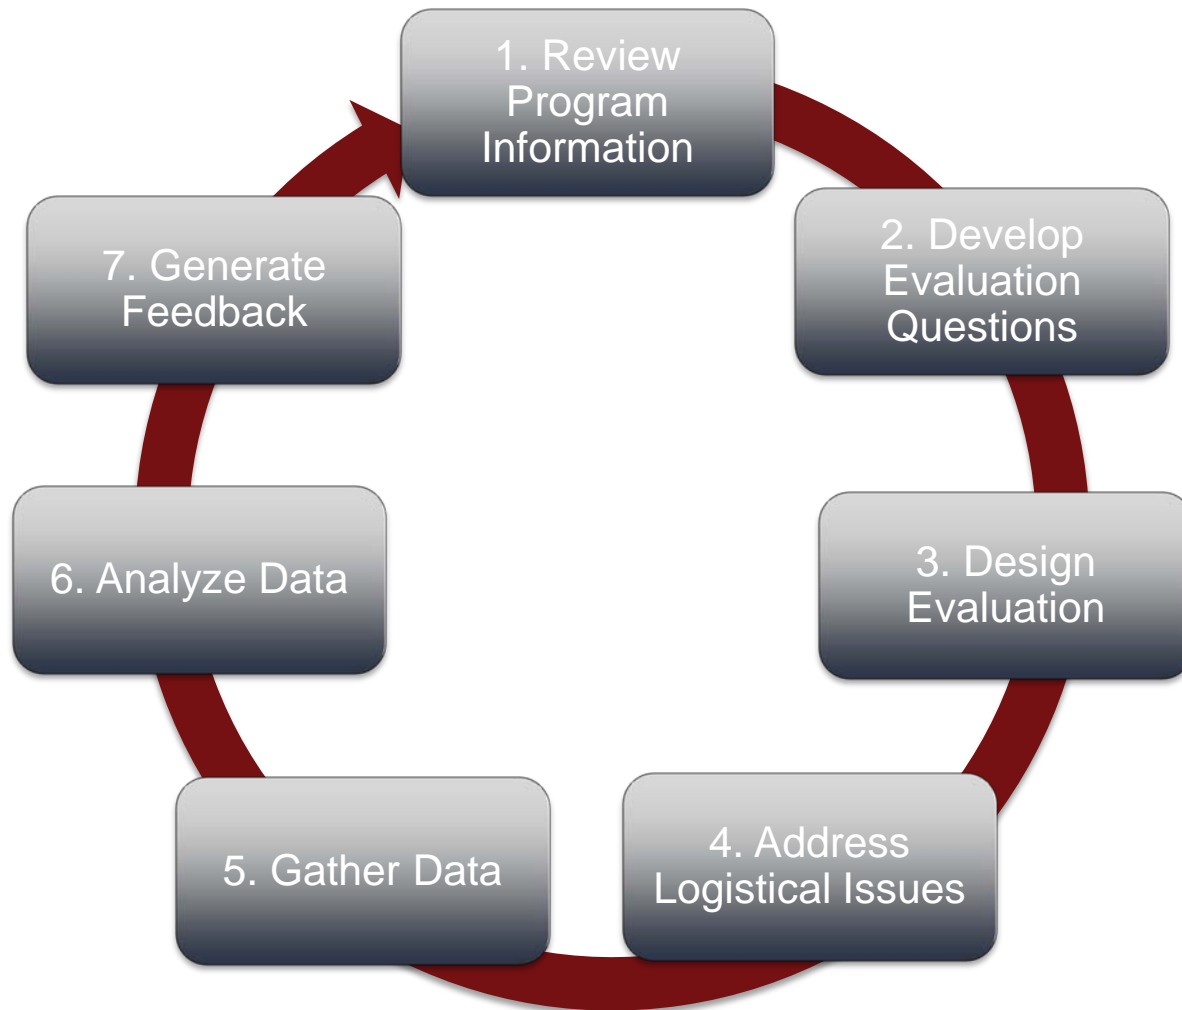 1. Review
Program
Information
2. Develop
Evaluation
Questions
3. Design
Evaluation
4. Address
Logistical Issues
5. Gather Data
6. Analyze Data
7. Generate
Feedback